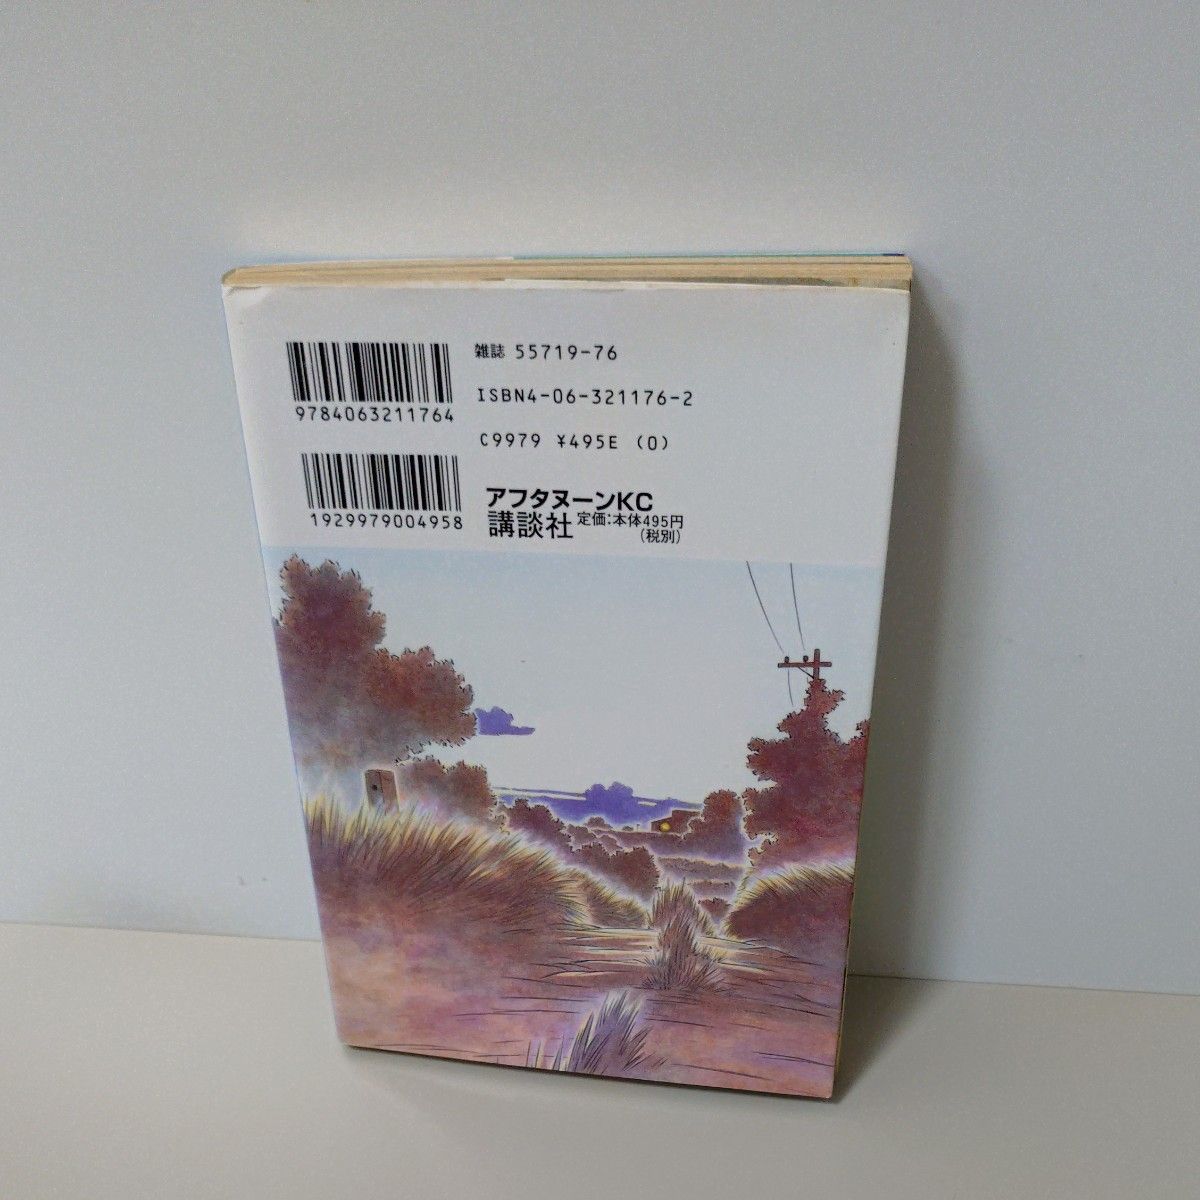 雑誌 55719-76
9784063211764
ISBN4-06-321176-2
C9979 ¥495E (0)
1929979004958
アフタヌーンKC
講談社 定価:本体495円
(税別)